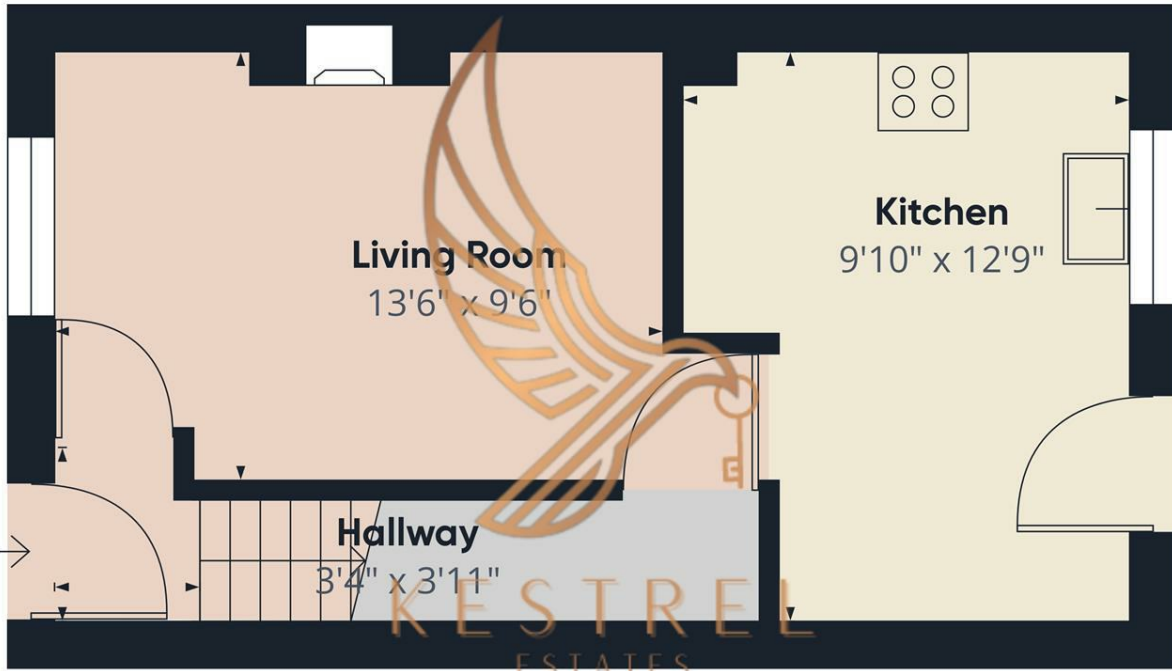 Living Room
13'6" x 9'6"
Kitchen
9'10" x 12'9"
Hallway
3'4" x 3'11"
KESTREL
ESTATES